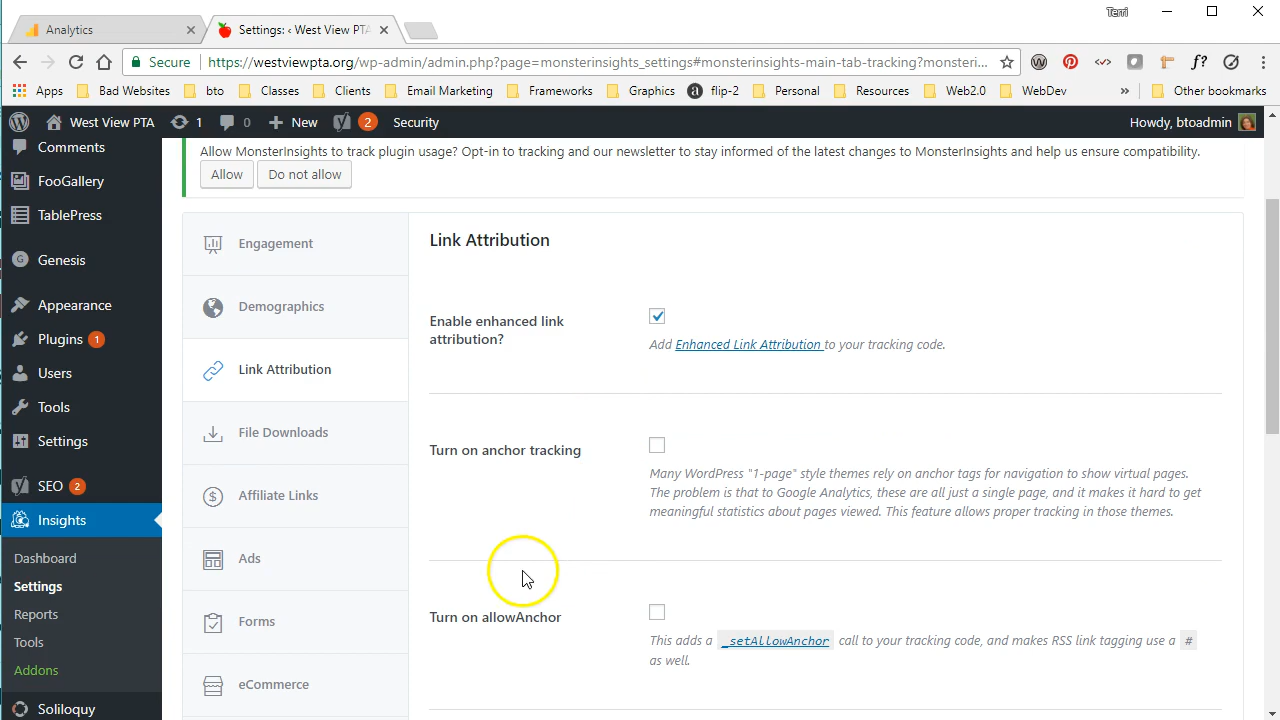 Terri
Analytics
Settings: ‹ West View PTA
Secure
https://westviewpta.org/wp-admin/admin.php?page=monsterinsights_settings#monsterinsights-main-tab-tracking?monsteri...
f?
Apps
Bad Websites
bto
Classes
Clients
Email Marketing
Frameworks
Graphics
flip-2
Personal
Resources
Web2.0
WebDev
»
Other bookmarks
West View PTA
1
0
New
2
Security
Howdy, btoadmin
Comments
FooGallery
TablePress
Genesis
Appearance
Plugins 1
Users
Tools
Settings
SEO 2
Insights
Dashboard
Settings
Reports
Tools
Addons
Soliloquy
Allow MonsterInsights to track plugin usage? Opt-in to tracking and our newsletter to stay informed of the latest changes to MonsterInsights and help us ensure compatibility.
Allow
Do not allow
Engagement
Demographics
Link Attribution
File Downloads
Affiliate Links
Ads
Forms
eCommerce
Link Attribution
Enable enhanced link
attribution?
Add Enhanced Link Attribution to your tracking code.
Turn on anchor tracking
Many WordPress "1-page" style themes rely on anchor tags for navigation to show virtual pages.
The problem is that to Google Analytics, these are all just a single page, and it makes it hard to get
meaningful statistics about pages viewed. This feature allows proper tracking in those themes.
Turn on allowAnchor
This adds a _setAllowAnchor call to your tracking code, and makes RSS link tagging use a #
as well.